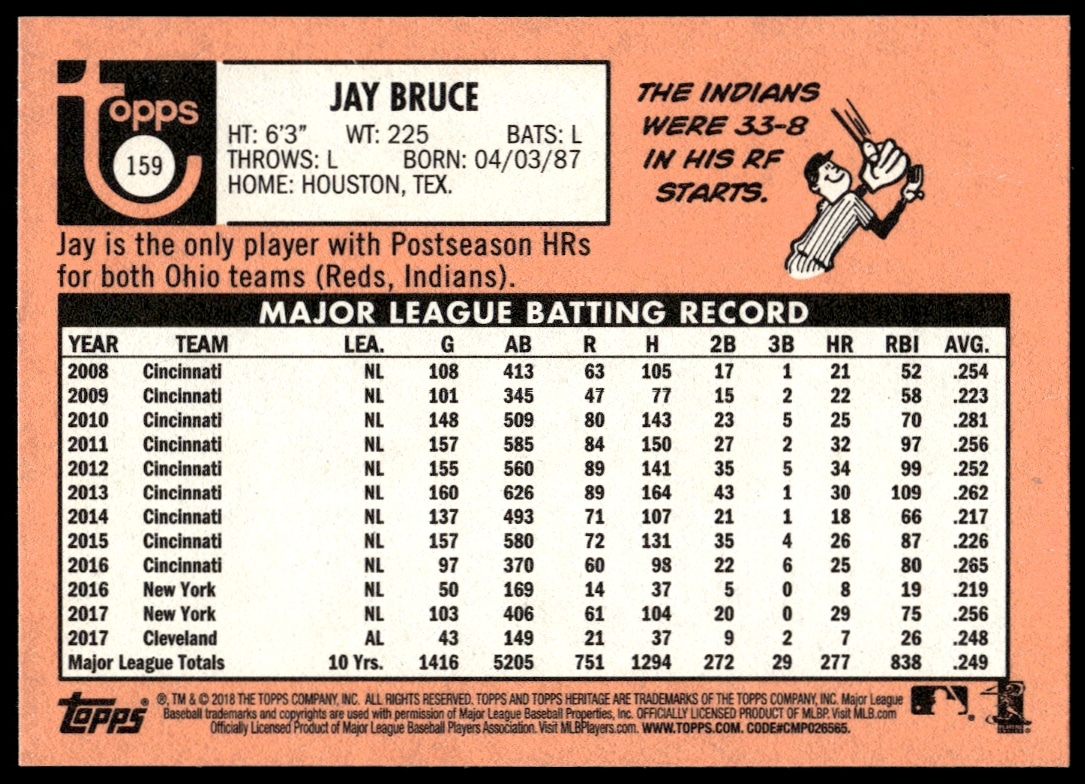 topps
159
JAY BRUCE
HT: 6'3" WT: 225 BATS: L
THROWS: L BORN: 04/03/87
HOME: HOUSTON, TEX.
THE INDIANS
WERE 33-8
IN HIS RF
STARTS.
Jay is the only player with Postseason HRs
for both Ohio teams (Reds, Indians).
MAJOR LEAGUE BATTING RECORD
YEAR TEAM LEA. G AB R H 2B 3B HR RBI AVG.
2008 Cincinnati NL 108 413 63 105 17 1 21 52 .254
2009 Cincinnati NL 101 345 47 77 15 2 22 58 .223
2010 Cincinnati NL 148 509 80 143 23 5 25 70 .281
2011 Cincinnati NL 157 585 84 150 27 2 32 97 .256
2012 Cincinnati NL 155 560 89 141 35 5 34 99 .252
2013 Cincinnati NL 160 626 89 164 43 1 30 109 .262
2014 Cincinnati NL 137 493 71 107 21 1 18 66 .217
2015 Cincinnati NL 157 580 72 131 35 4 26 87 .226
2016 Cincinnati NL 97 370 60 98 22 6 25 80 .265
2016 New York NL 50 169 14 37 5 0 8 19 .219
2017 New York NL 103 406 61 104 20 0 29 75 .256
2017 Cleveland AL 43 149 21 37 9 2 7 26 .248
Major League Totals 10 Yrs. 1416 5205 751 1294 272 29 277 838 .249
TOPPS ® ®, TM & © 2018 THE TOPPS COMPANY, INC. ALL RIGHTS RESERVED. TOPPS AND TOPPS HERITAGE ARE TRADEMARKS OF THE TOPPS COMPANY, INC. Major League
Baseball trademarks and copyrights are used with permission of Major League Baseball Properties, Inc. OFFICIALLY LICENSED PRODUCT OF MLBP. Visit MLB.com
Officially Licensed Product of Major League Baseball Players Association. Visit MLBPlayers.com. WWW.TOPPS.COM. CODE#CMP026565.